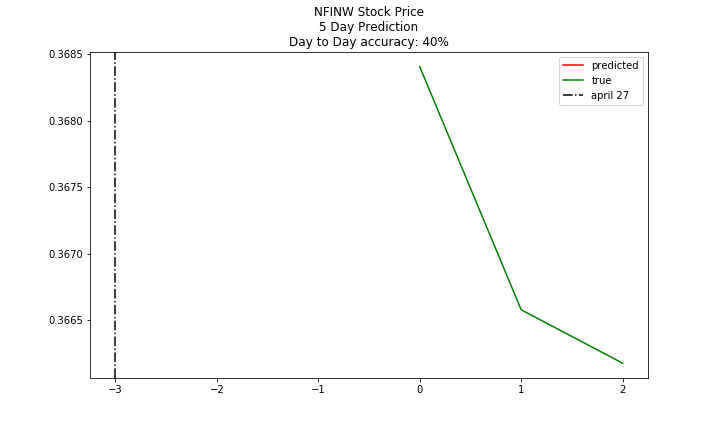 NFINW Stock Price
5 Day Prediction
Day to Day accuracy: 40%
0.3685
0.3680
0.3675
0.3670
0.3665
predicted
true
april 27
−3
−2
−1
0
1
2